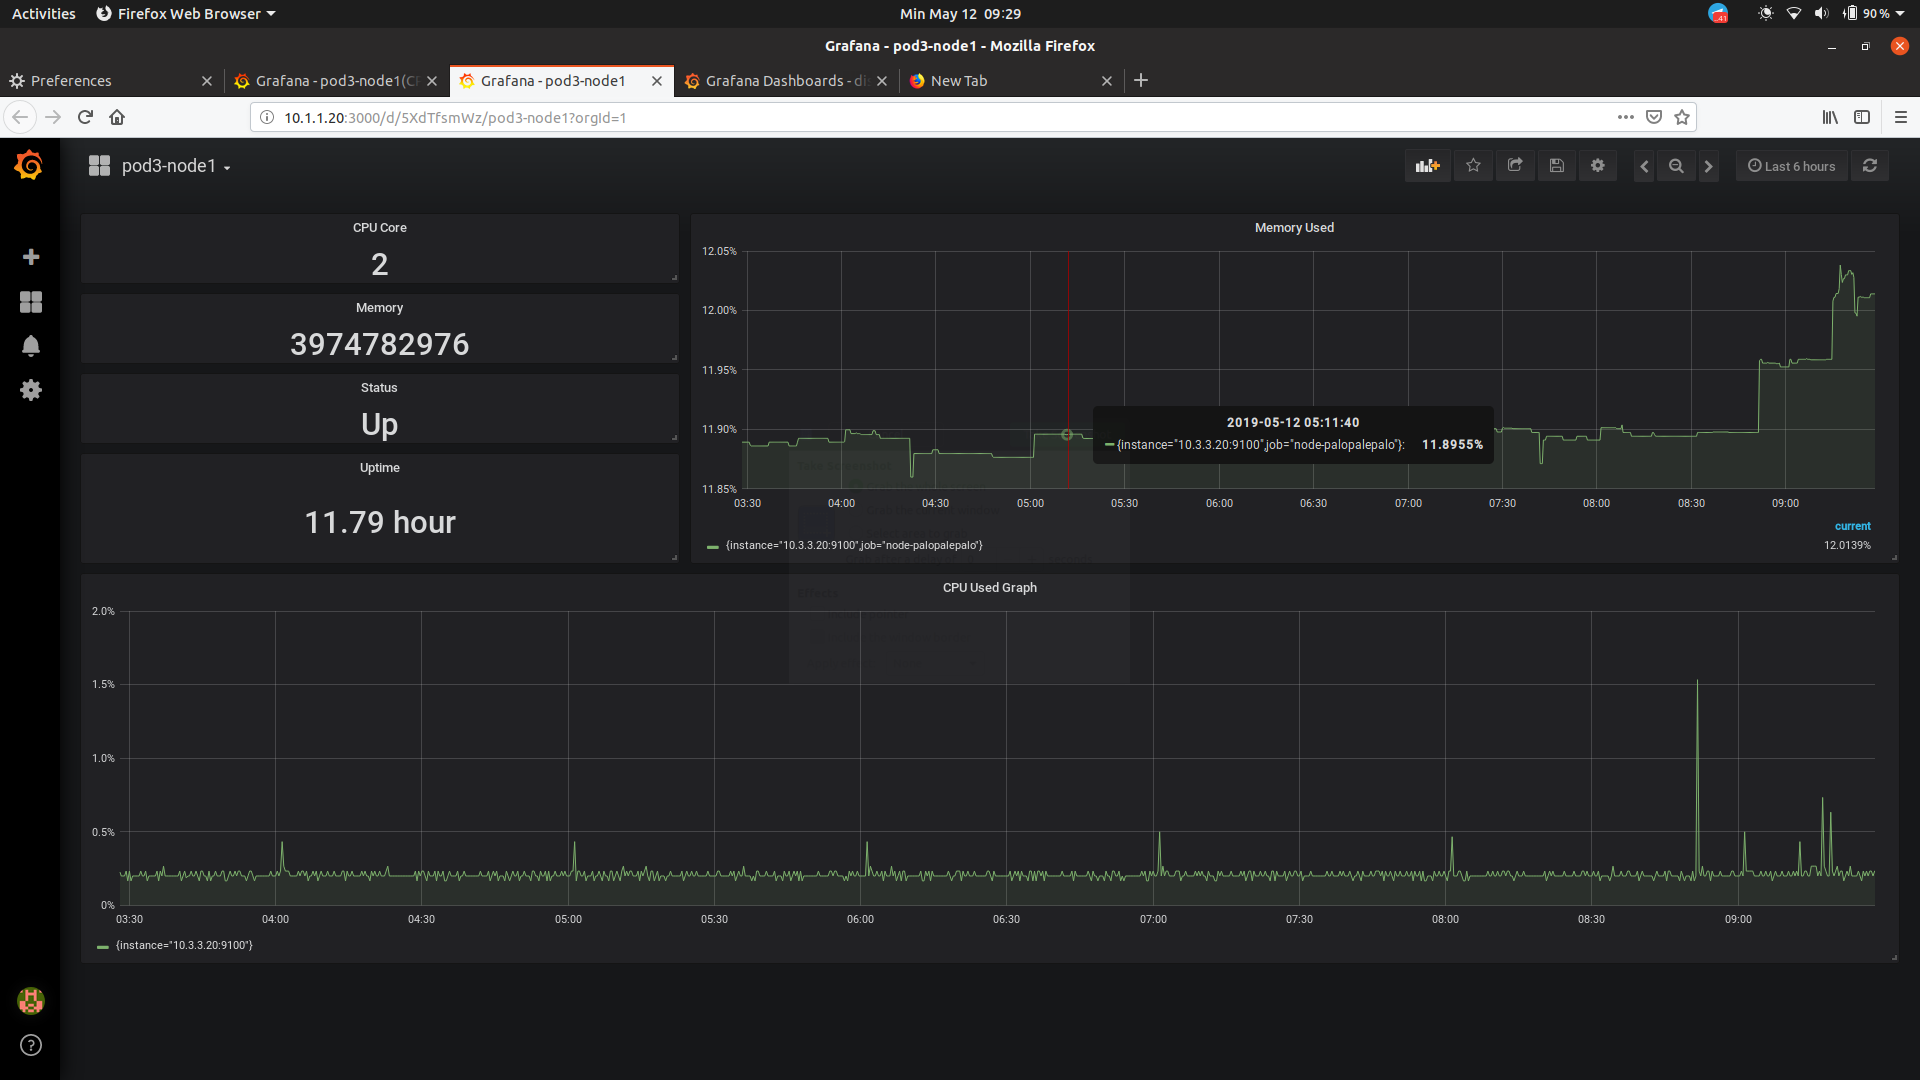 Activities
Firefox Web Browser
Min May 12 09:29
41
90 %
Grafana - pod3-node1 - Mozilla Firefox
Preferences
Grafana - pod3-node1(C
Grafana - pod3-node1
Grafana Dashboards - di
New Tab
10.1.1.20:3000/d/5XdTfsmWz/pod3-node1?orgId=1
pod3-node1
Last 6 hours
CPU Core
2
Memory
3974782976
Status
Up
Uptime
11.79 hour
Memory Used
12.05%
12.00%
11.95%
11.90%
11.85%
2019-05-12 05:11:40
{instance="10.3.3.20:9100",job="node-palopalepalo"}: 11.8955%
03:30 04:00 04:30 05:00 05:30 06:00 06:30 07:00 07:30 08:00 08:30 09:00
current
{instance="10.3.3.20:9100",job="node-palopalepalo"} 12.0139%
CPU Used Graph
2.0%
1.5%
1.0%
0.5%
0%
03:30 04:00 04:30 05:00 05:30 06:00 06:30 07:00 07:30 08:00 08:30 09:00
{instance="10.3.3.20:9100"}